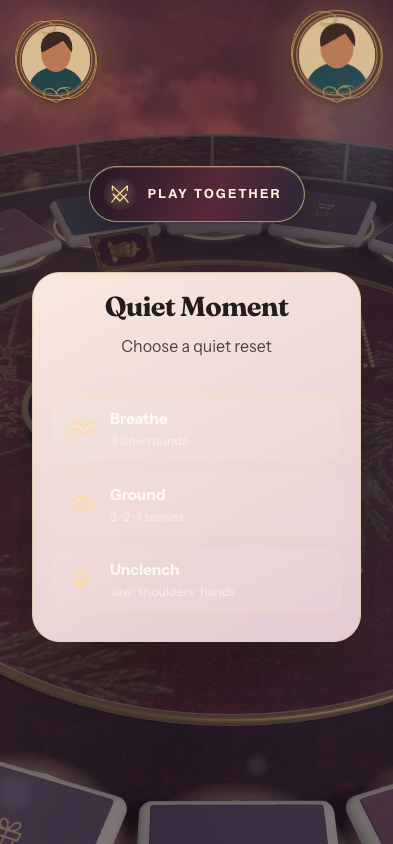 PLAY TOGETHER
Quiet Moment
Choose a quiet reset
Breathe
3 slow rounds
Ground
3·2·1 senses
Unclench
Jaw·shoulders·hands